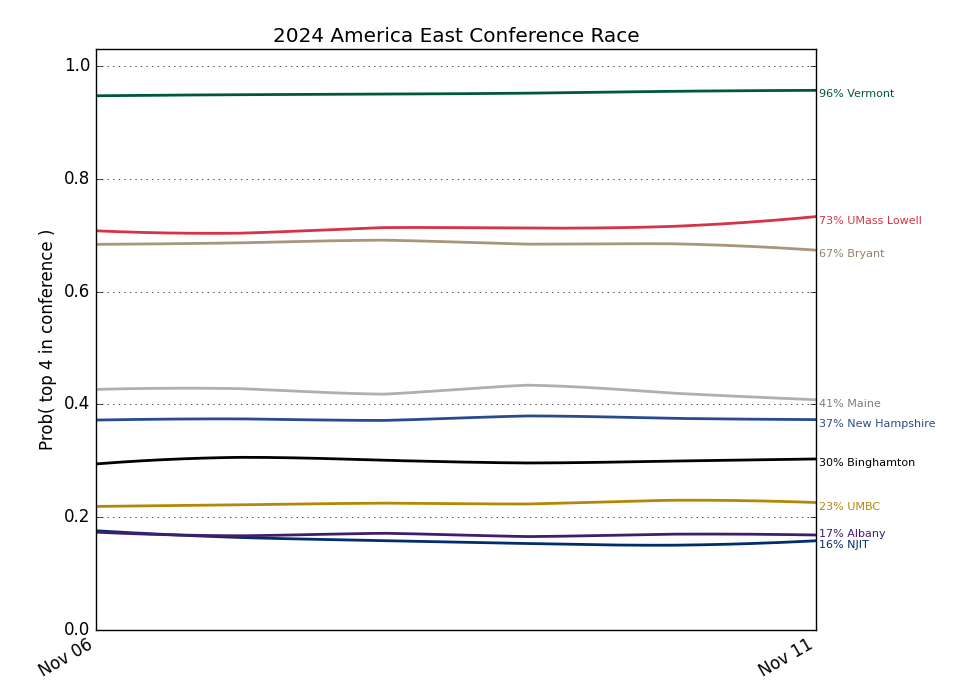 2024 America East Conference Race
Prob( top 4 in conference )
1.0
0.8
0.6
0.4
0.2
0.0
Nov 06
Nov 11
96% Vermont
73% UMass Lowell
67% Bryant
41% Maine
37% New Hampshire
30% Binghamton
23% UMBC
17% Albany
16% NJIT